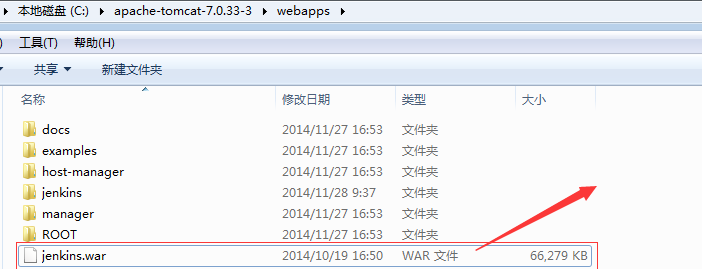 本地磁盘 (C:) ▸ apache-tomcat-7.0.33-3 ▸ webapps ▸
) 工具(T) 帮助(H)
共享 ▼ 新建文件夹
名称 修改日期 类型 大小
docs 2014/11/27 16:53 文件夹
examples 2014/11/27 16:53 文件夹
host-manager 2014/11/27 16:53 文件夹
jenkins 2014/11/28 9:37 文件夹
manager 2014/11/27 16:53 文件夹
ROOT 2014/11/27 16:53 文件夹
jenkins.war 2014/10/19 16:50 WAR 文件 66,279 KB